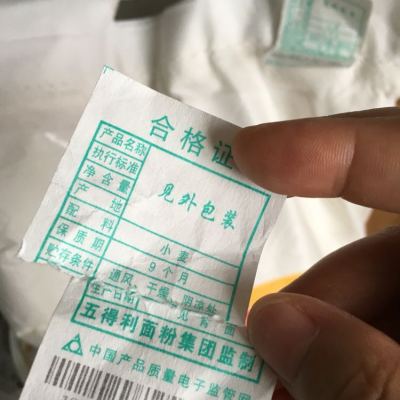 合格证
产品名称
执行标准
净含量
产地
见外包装
配料 小麦
保质期 9个月
贮存条件 通风、干燥、阴凉处
生产日期 见背面
五得利面粉集团监制
中国产品质量电子监管网